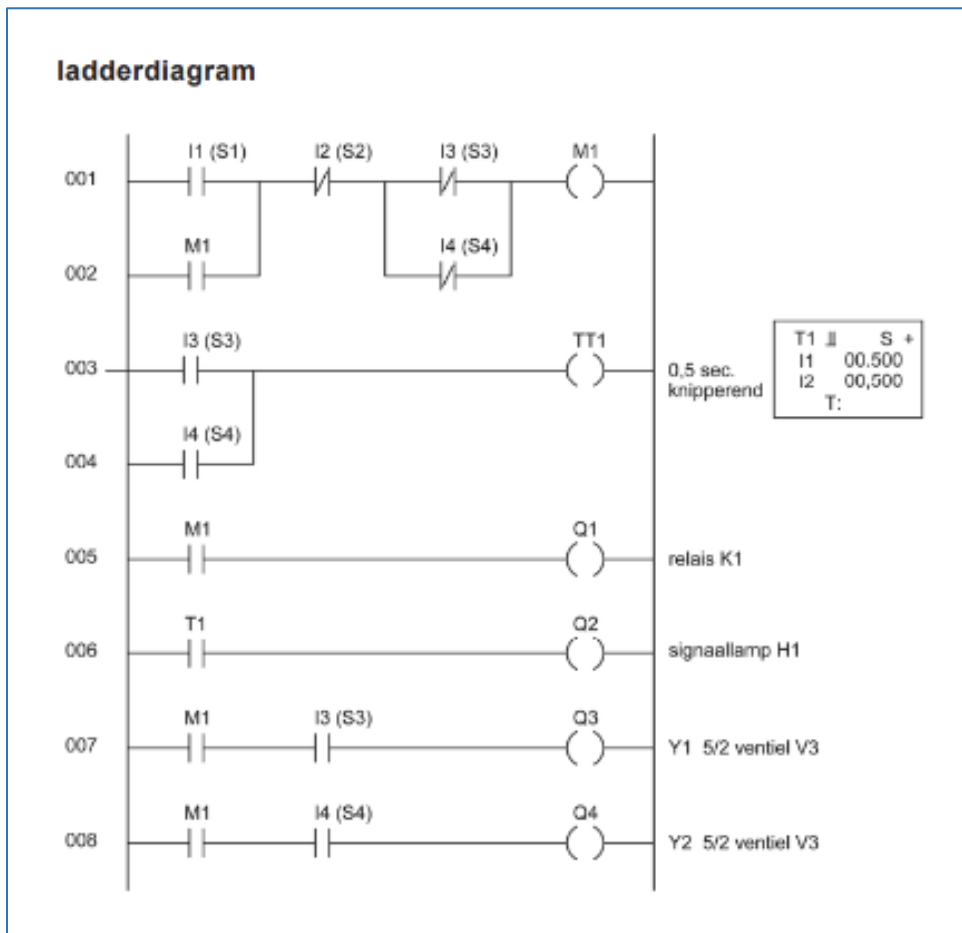 ladderdiagram
I1 (S1) I2 (S2) I3 (S3) M1
001
M1 I4 (S4)
002
I3 (S3) TT1
003
0,5 sec.
knipperend
T1 ╨ S +
I1 00.500
I2 00,500
T:
I4 (S4)
004
M1 Q1
005 relais K1
T1 Q2
006 signaallamp H1
M1 I3 (S3) Q3
007 Y1 5/2 ventiel V3
M1 I4 (S4) Q4
008 Y2 5/2 ventiel V3